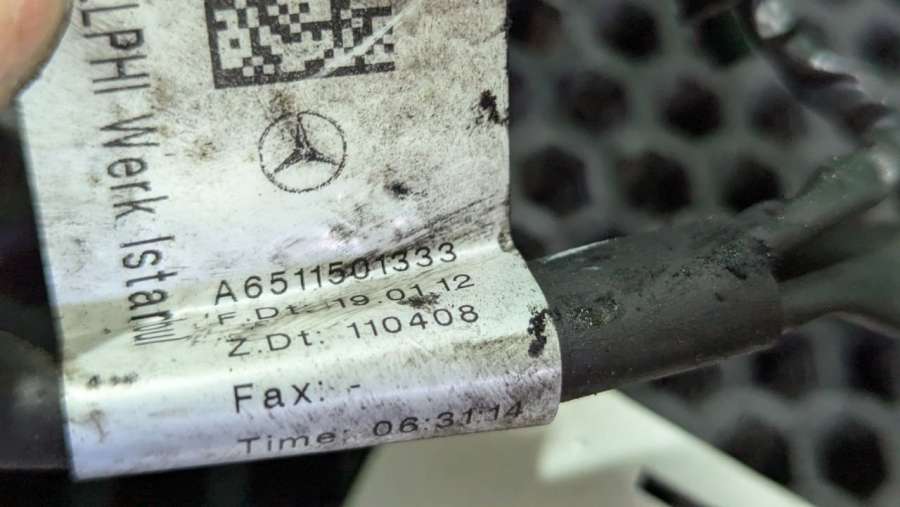 LPHI Werk Istanbul
A6511501333
F.Dt: 19.01.12
Z.Dt: 110408
Fax: -
Time: 06:31:14